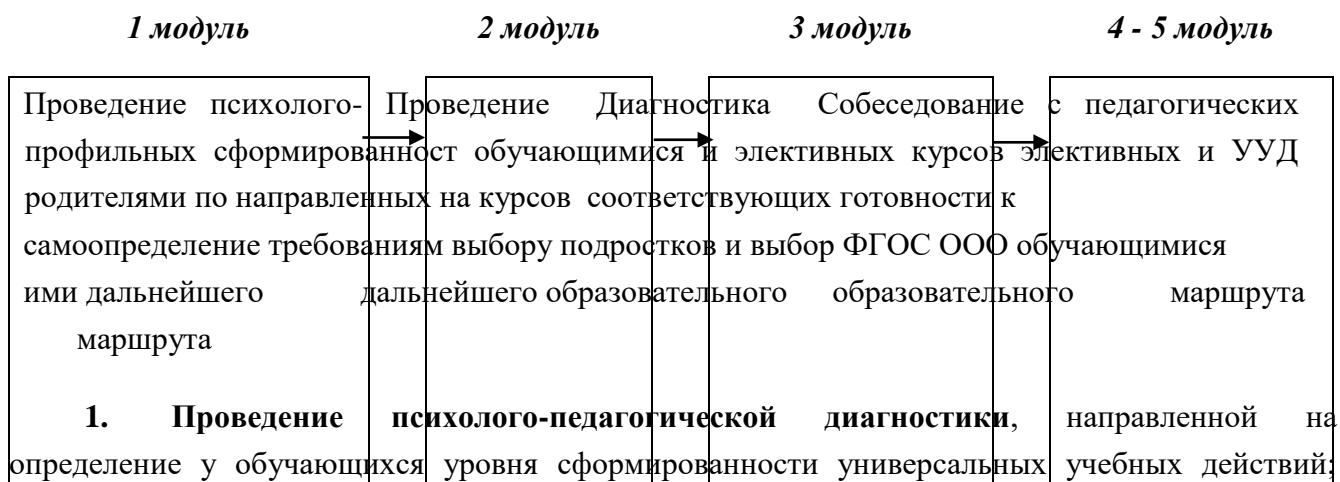 1 модуль 2 модуль 3 модуль 4 - 5 модуль
Проведение психолого- Проведение Диагностика Собеседование с педагогических
профильных сформированност обучающимися и элективных курсов элективных и УУД
родителями по направленных на курсов соответствующих готовности к
самоопределение требованиям выбору подростков и выбор ФГОС ООО обучающимися
ими дальнейшего дальнейшего образовательного образовательного маршрута
маршрута
1. Проведение психолого-педагогической диагностики, направленной на
определение у обучающихся уровня сформированности универсальных учебных действий;